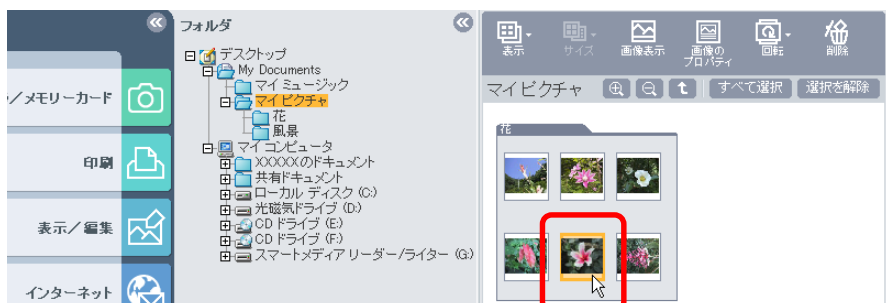 ／メモリーカード
印刷
表示／編集
インターネット
フォルダ
デスクトップ
My Documents
マイ ミュージック
マイ ピクチャ
花
風景
マイ コンピュータ
XXXXXのドキュメント
共有ドキュメント
ローカル ディスク (C:)
光磁気ドライブ (D:)
CD ドライブ (E:)
CD ドライブ (F:)
スマートメディア リーダー/ライター (G:)
表示
サイズ
画像表示
画像の
プロパティ
回転
削除
マイ ピクチャ
すべて選択
選択を解除
花